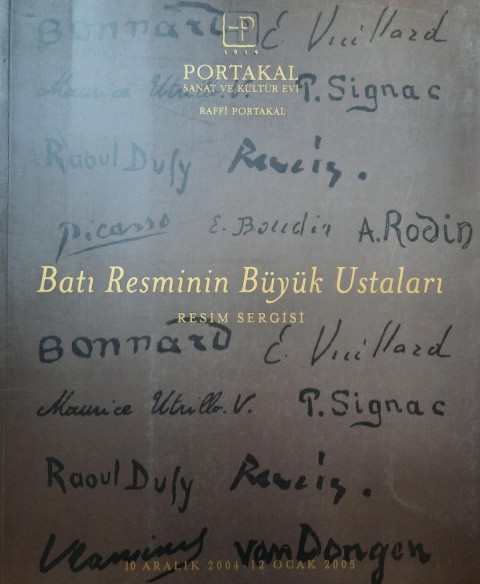 Bonnard E. Vuillard
P
1914
PORTAKAL
SANAT VE KÜLTÜR EVİ
Maurice Utrillo. V. P. Signac
RAFFİ PORTAKAL
Raoul Dufy Renoir.
Picasso E. Boudin A. Rodin
Batı Resminin Büyük Ustaları
RESİM SERGİSİ
Bonnard E. Vuillard
Maurice Utrillo. V. P. Signac
Raoul Dufy Renoir.
Vlaminck van Dongen
10 ARALIK 2004-12 OCAK 2005